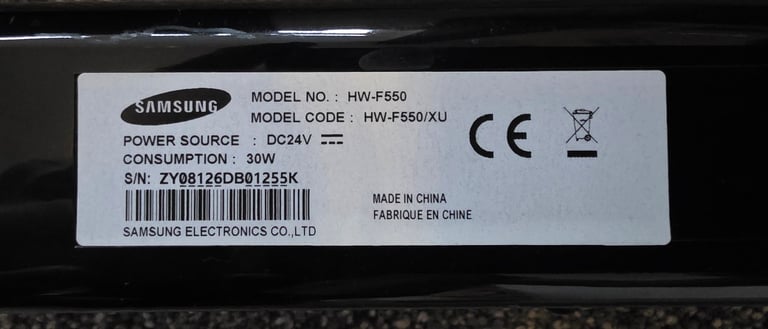 SAMSUNG
MODEL NO. : HW-F550
MODEL CODE : HW-F550/XU
POWER SOURCE : DC24V
CONSUMPTION : 30W
S/N: ZY08126DB01255K
SAMSUNG ELECTRONICS CO.,LTD
CE
MADE IN CHINA
FABRIQUE EN CHINE